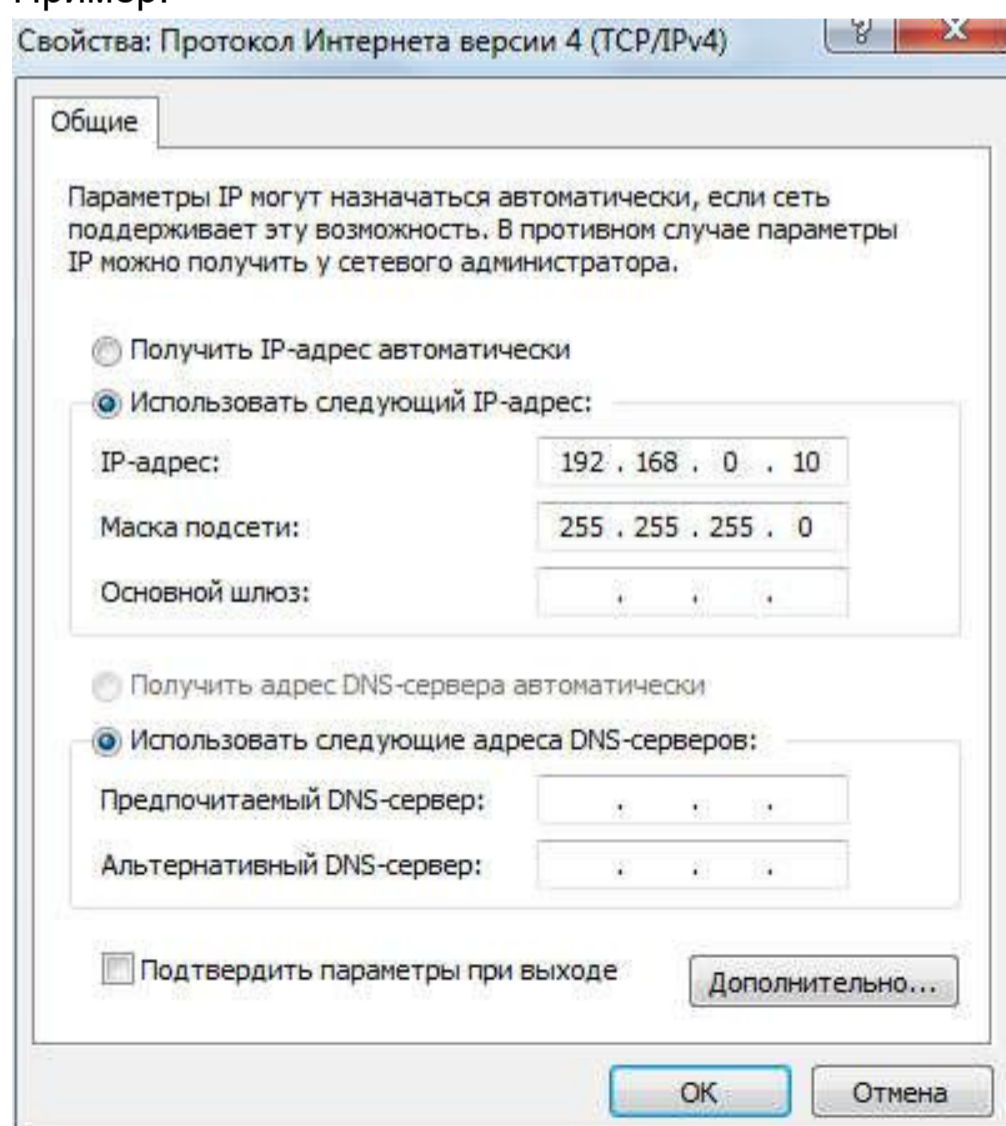 Пример:
Свойства: Протокол Интернета версии 4 (TCP/IPv4)
Общие
Параметры IP могут назначаться автоматически, если сеть
поддерживает эту возможность. В противном случае параметры
IP можно получить у сетевого администратора.
Получить IP-адрес автоматически
Использовать следующий IP-адрес:
IP-адрес: 192 . 168 . 0 . 10
Маска подсети: 255 . 255 . 255 . 0
Основной шлюз: . . .
Получить адрес DNS-сервера автоматически
Использовать следующие адреса DNS-серверов:
Предпочитаемый DNS-сервер: . . .
Альтернативный DNS-сервер: . . .
Подтвердить параметры при выходе
Дополнительно...
ОК Отмена